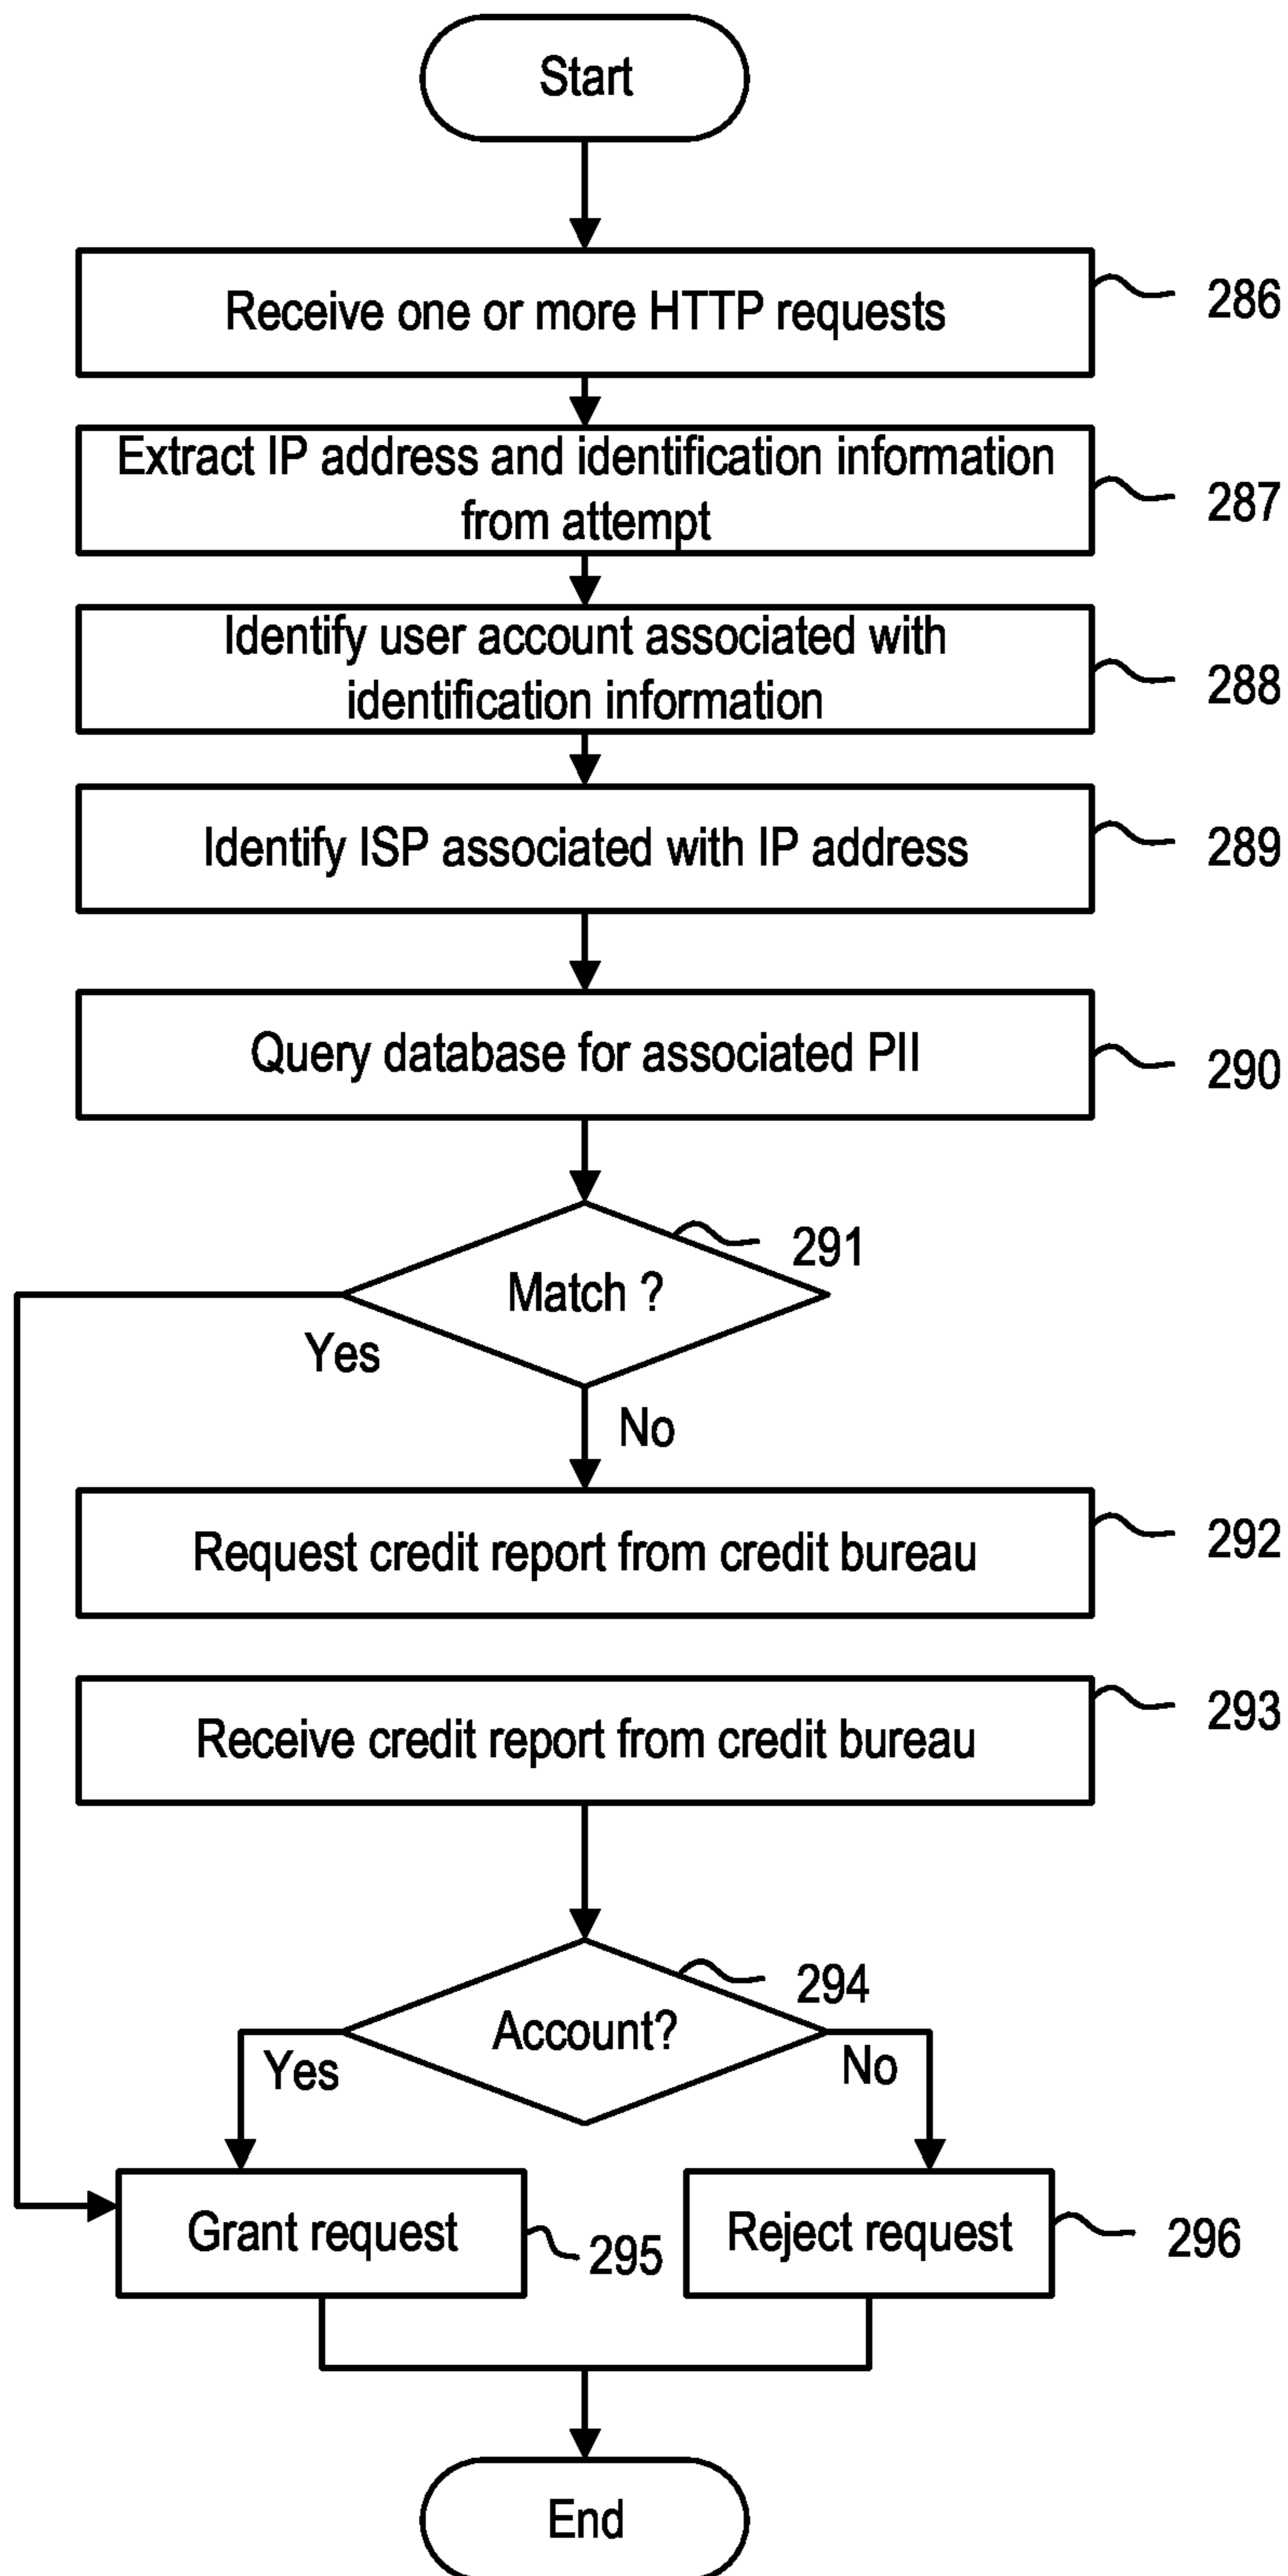 Start
Receive one or more HTTP requests
286
Extract IP address and identification information
from attempt
287
Identify user account associated with
identification information
288
Identify ISP associated with IP address
289
Query database for associated PII
290
291
Match ?
Yes
No
Request credit report from credit bureau
292
Receive credit report from credit bureau
293
294
Account?
Yes
No
Grant request
295
Reject request
296
End